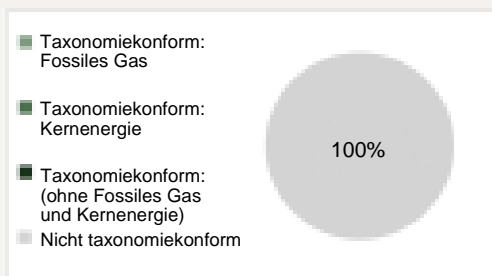 Taxonomiekonform:
Fossiles Gas
Taxonomiekonform:
Kernenergie
Taxonomiekonform:
(ohne Fossiles Gas
und Kernenergie)
Nicht taxonomiekonform
100%